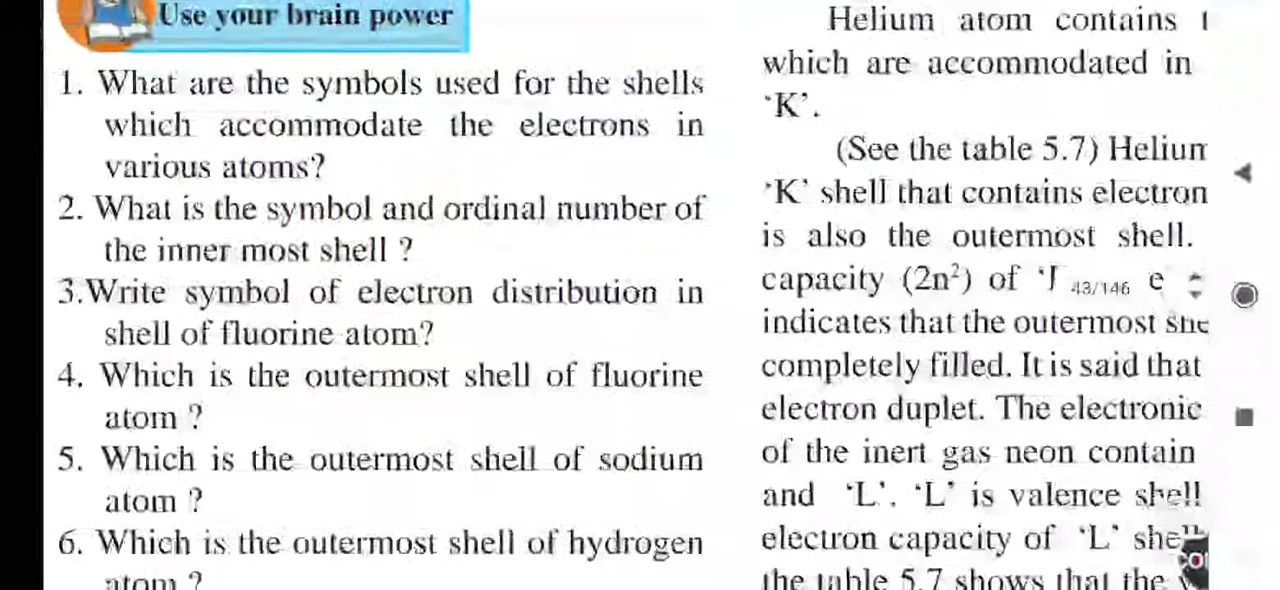 Use your brain power
1. What are the symbols used for the shells
which accommodate the electrons in
various atoms?
2. What is the symbol and ordinal number of
the inner most shell ?
3.Write symbol of electron distribution in
shell of fluorine atom?
4. Which is the outermost shell of fluorine
atom ?
5. Which is the outermost shell of sodium
atom ?
6. Which is the outermost shell of hydrogen
atom ?
Helium atom contains
which are accommodated in
‘K’.
(See the table 5.7)
‘K’ shell that contains electron
is also the outermost shell.
capacity (2n²) of
43/146
indicates that the outermost
completely filled. It is said that
electron duplet. The electronic
of the inert gas neon contain
and ‘L’. ‘L’ is valence shell
electron capacity of ‘L’
the table 5.7 shows that the